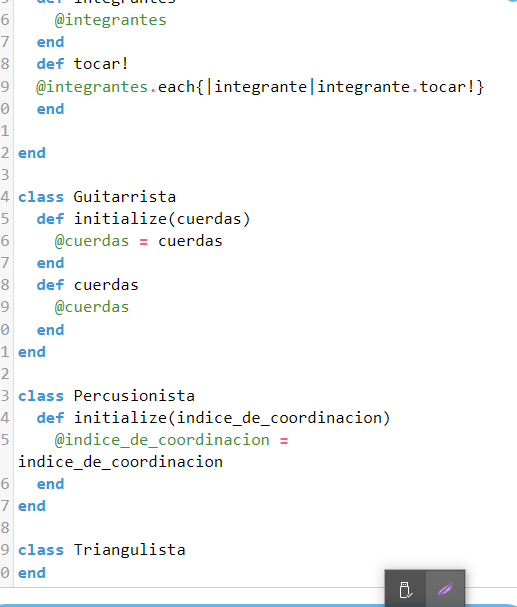 5 def integrantes
6 @integrantes
7 end
8 def tocar!
9 @integrantes.each{|integrante|integrante.tocar!}
0 end
1
2 end
3
4 class Guitarrista
5 def initialize(cuerdas)
6 @cuerdas = cuerdas
7 end
8 def cuerdas
9 @cuerdas
0 end
1 end
2
3 class Percusionista
4 def initialize(indice_de_coordinacion)
5 @indice_de_coordinacion =
indice_de_coordinacion
6 end
7 end
8
9 class Triangulista
0 end